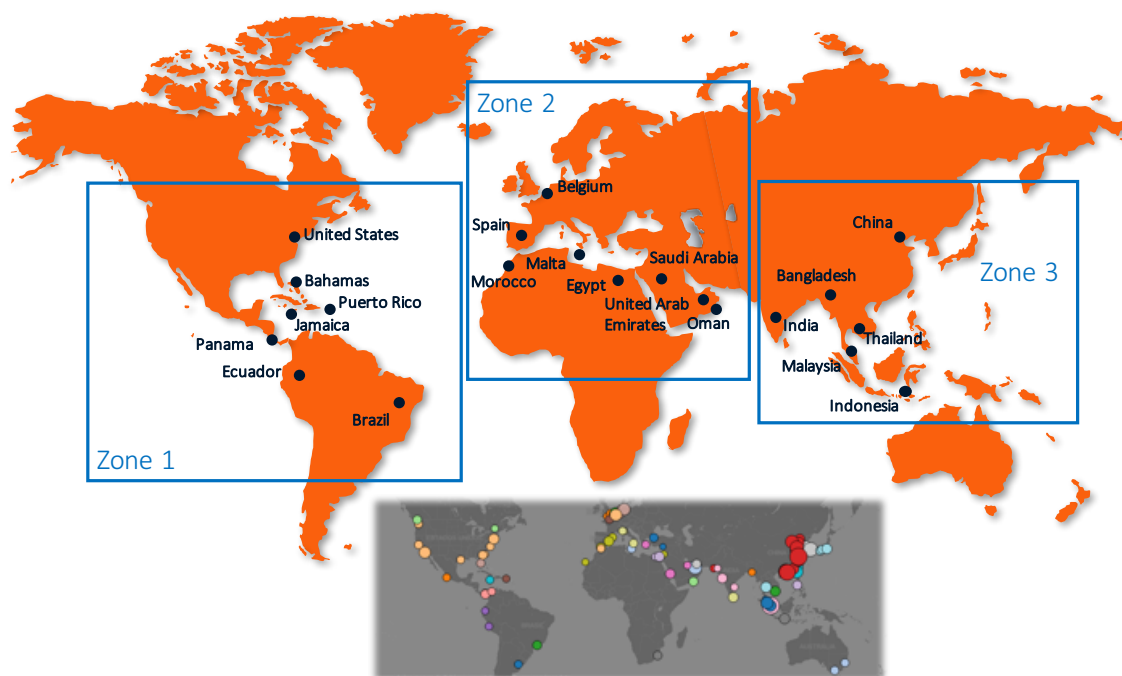 Zone 2
Belgium
Spain
China
United States
Malta
Saudi Arabia
Morocco
Egypt
Bangladesh
Zone 3
Bahamas
Puerto Rico
United Arab
Emirates
Oman
Jamaica
India
Thailand
Panama
Malaysia
Ecuador
Indonesia
Brazil
Zone 1